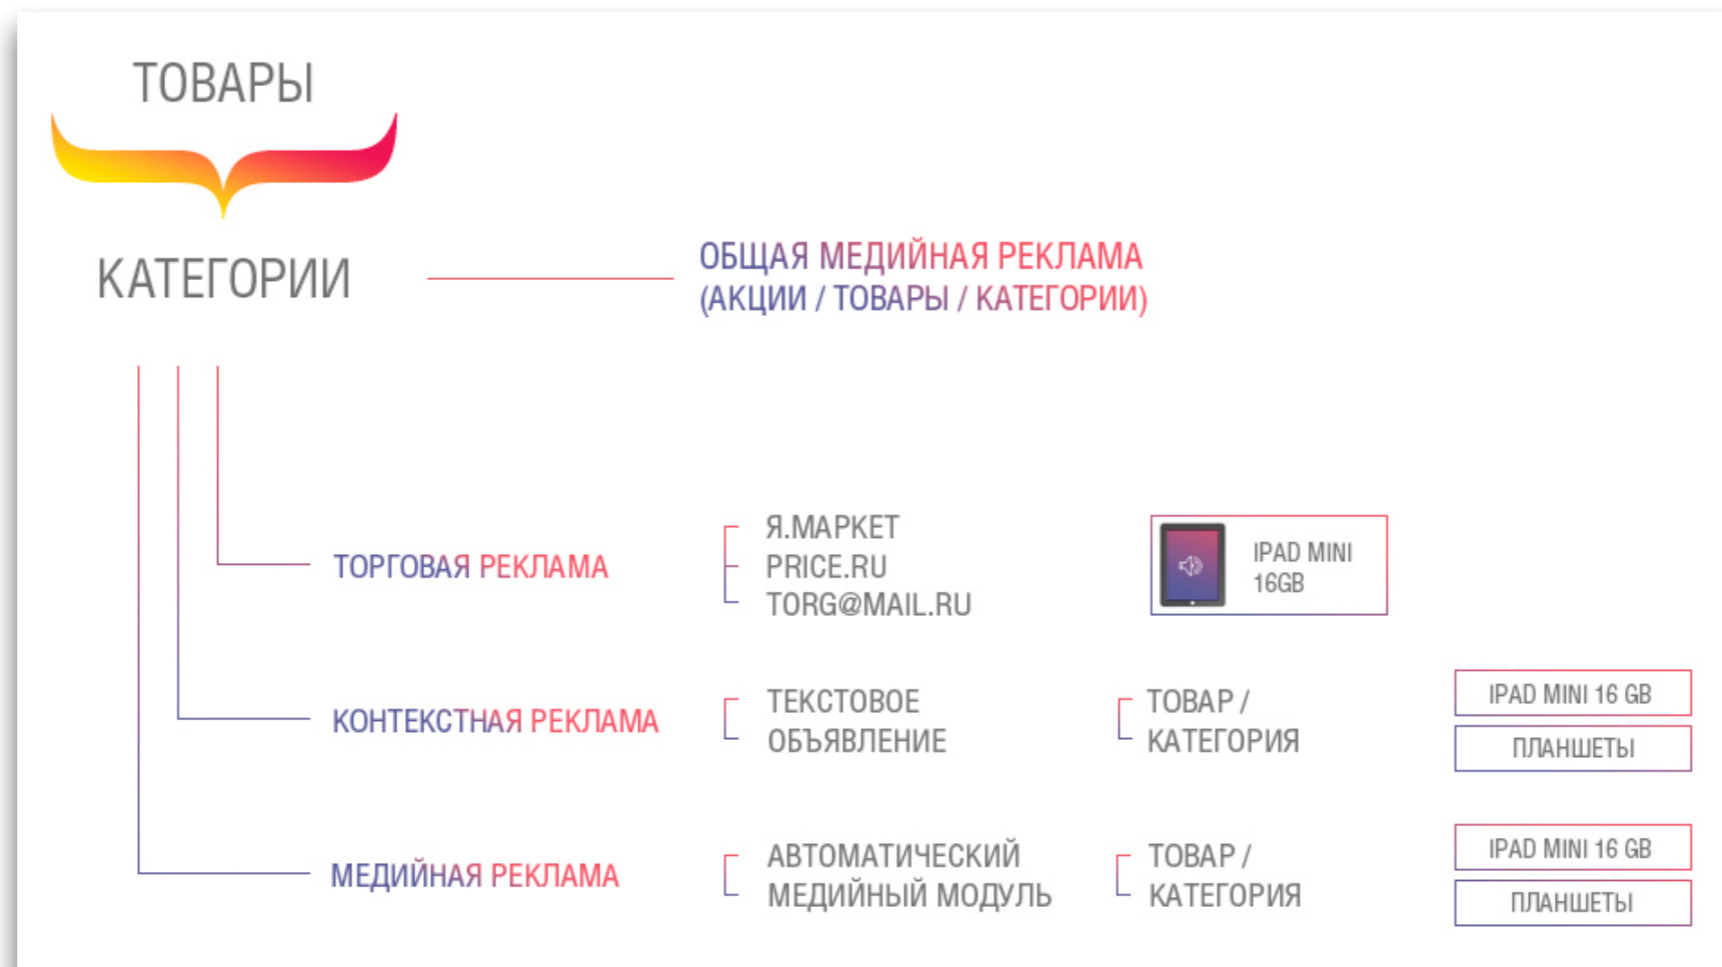 ТОВАРЫ
КАТЕГОРИИ
ОБЩАЯ МЕДИЙНАЯ РЕКЛАМА
(АКЦИИ / ТОВАРЫ / КАТЕГОРИИ)
ТОРГОВАЯ РЕКЛАМА
Я.МАРКЕТ
PRICE.RU
TORG@MAIL.RU
IPAD MINI
16GB
КОНТЕКСТНАЯ РЕКЛАМА
ТЕКСТОВОЕ
ОБЪЯВЛЕНИЕ
ТОВАР /
КАТЕГОРИЯ
IPAD MINI 16 GB
ПЛАНШЕТЫ
МЕДИЙНАЯ РЕКЛАМА
АВТОМАТИЧЕСКИЙ
МЕДИЙНЫЙ МОДУЛЬ
ТОВАР /
КАТЕГОРИЯ
IPAD MINI 16 GB
ПЛАНШЕТЫ